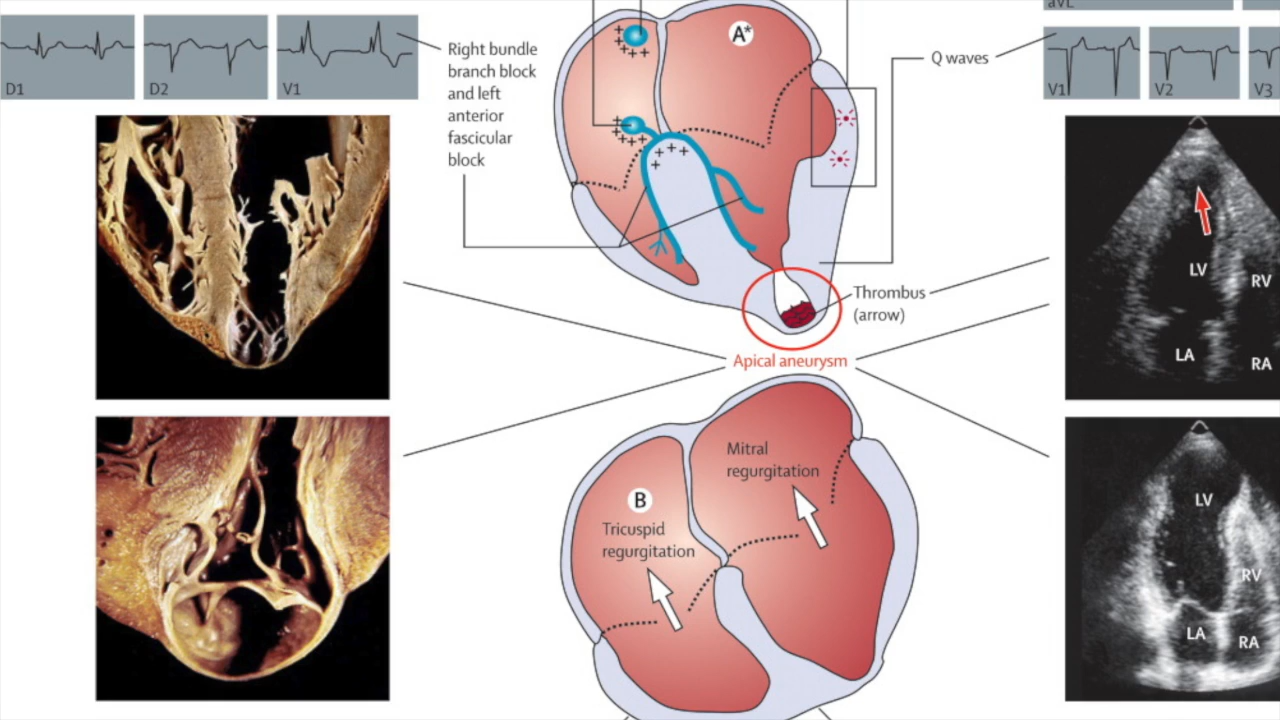 D1
D2
V1
Right bundle
branch block
and left
anterior
fascicular
block
A*
Q waves
aVL
V1
V2
V3
Thrombus
(arrow)
Apical aneurysm
LV
RV
LA
RA
Mitral
regurgitation
B
Tricuspid
regurgitation
LV
RV
LA
RA